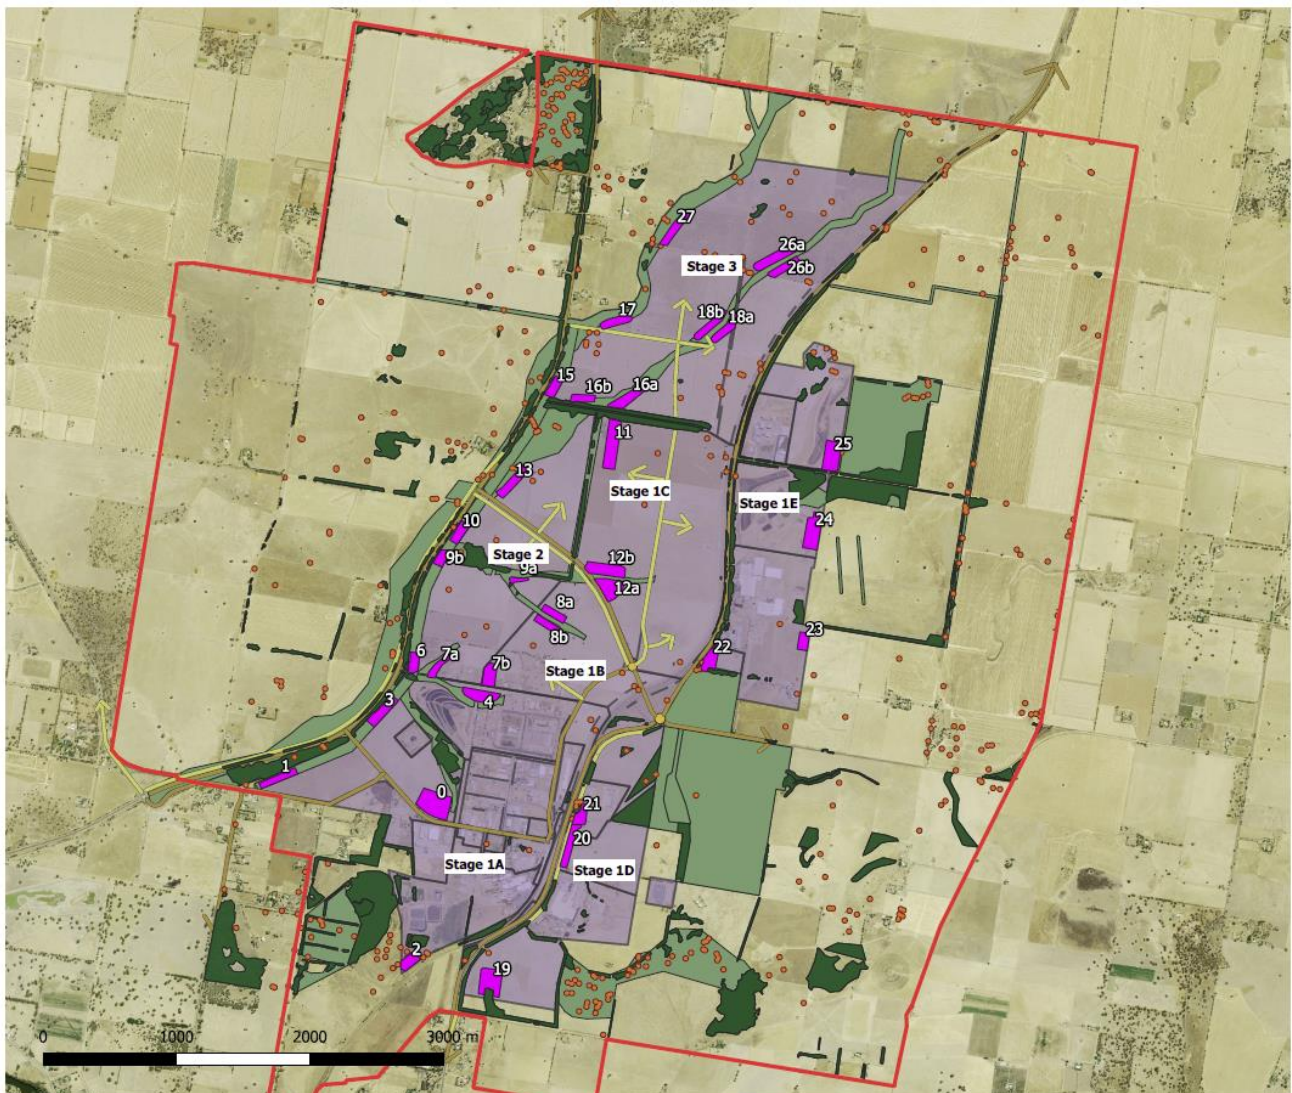 27
26a
Stage 3
26b
17
18b
18a
15
16b
16a
11
25
13
Stage 1C
Stage 1E
10
24
Stage 2
9b
12b
9a
12a
8a
8b
23
6
7a
22
7b
Stage 1B
3
4
1
0
21
20
Stage 1A
Stage 1D
2
19
0 1000 2000 3000 m